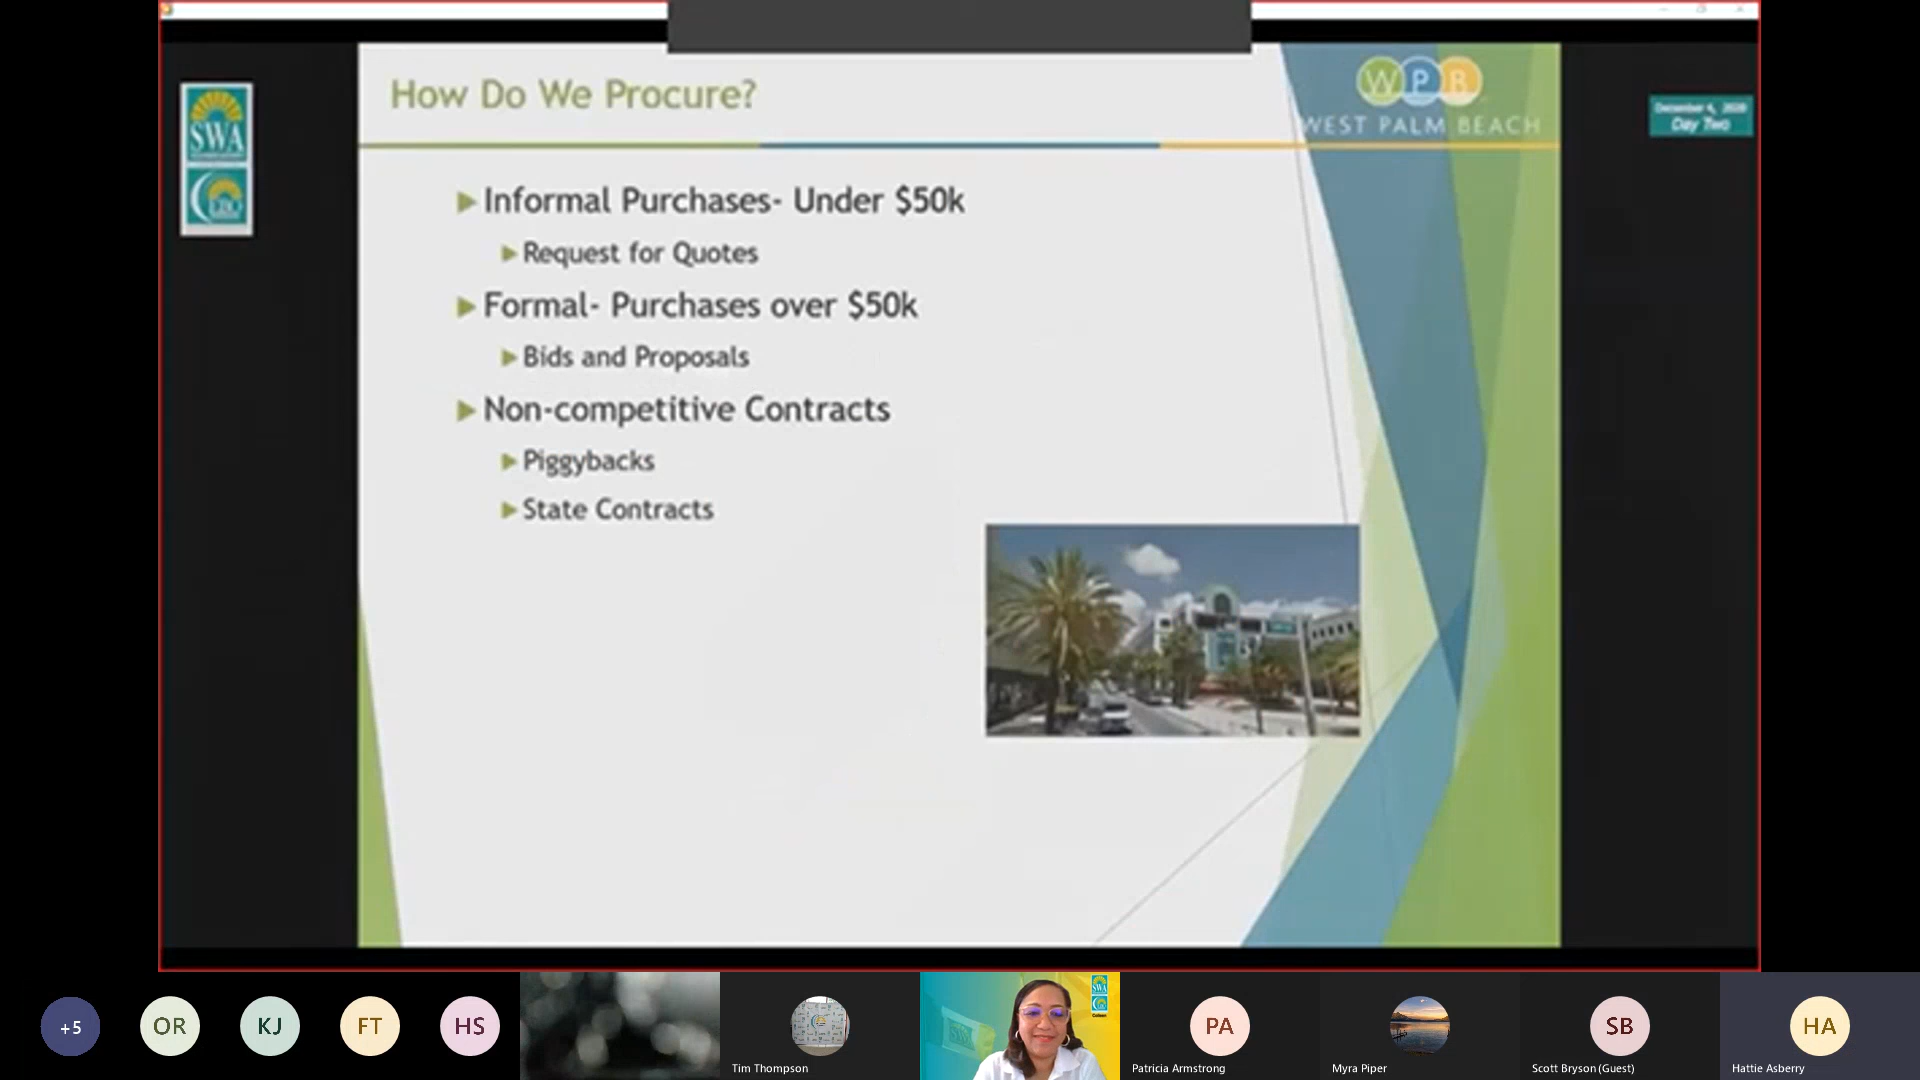 How Do We Procure?
WPB
WEST PALM BEACH
SWA
December 4, 2020
Day Two
Informal Purchases- Under $50k
Request for Quotes
Formal- Purchases over $50k
Bids and Proposals
Non-competitive Contracts
Piggybacks
State Contracts
+5
OR
KJ
FT
HS
Tim Thompson
SWA
PA
Patricia Armstrong
Myra Piper
SB
Scott Bryson (Guest)
HA
Hattie Asberry